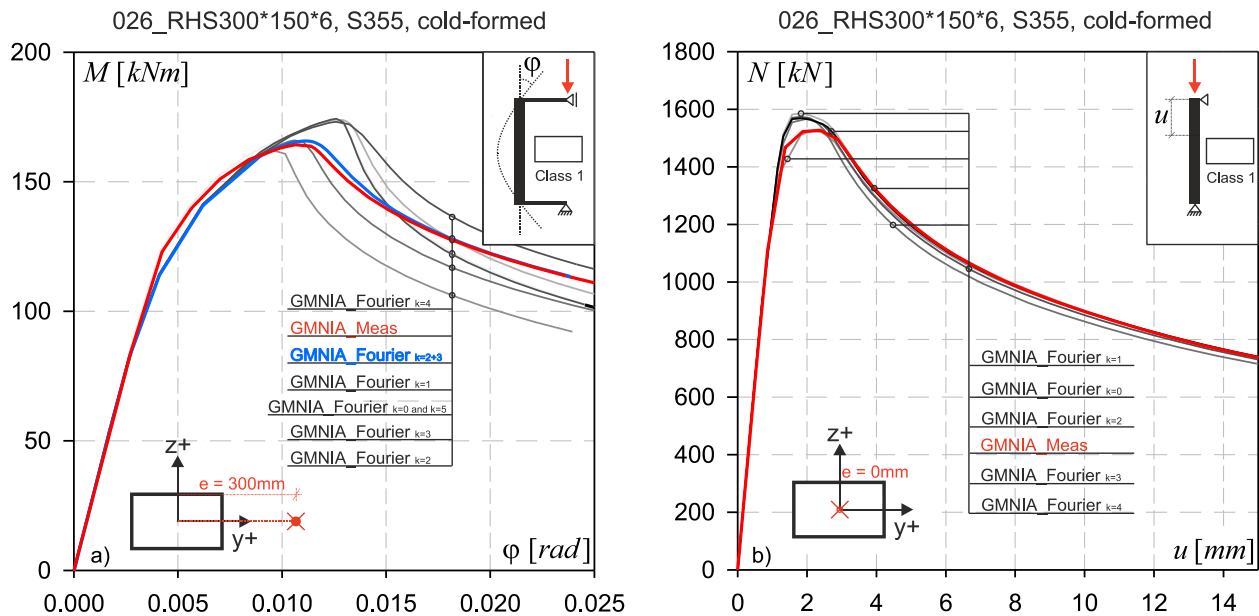 026_RHS300*150*6, S355, cold-formed
M [kNm]
200
150
100
50
0
φ
Class 1
GMNIA_Fourier k=4
GMNIA_Meas
GMNIA_Fourier k=2+3
GMNIA_Fourier k=1
GMNIA_Fourier k=0 and k=5
GMNIA_Fourier k=3
GMNIA_Fourier k=2
z+
e = 300mm
y+
a)
φ [rad]
0.000 0.005 0.010 0.015 0.020 0.025
026_RHS300*150*6, S355, cold-formed
N [kN]
1800
1600
1400
1200
1000
800
600
400
200
0
u
Class 1
GMNIA_Fourier k=1
GMNIA_Fourier k=0
GMNIA_Fourier k=2
GMNIA_Meas
GMNIA_Fourier k=3
GMNIA_Fourier k=4
z+
e = 0mm
y+
b)
u [mm]
0 2 4 6 8 10 12 14